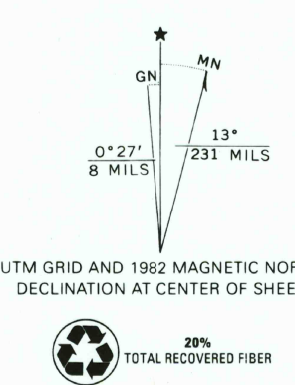 MN
GN
0°27'
8 MILS
13°
231 MILS
UTM GRID AND 1982 MAGNETIC NOR
DECLINATION AT CENTER OF SHEE
20%
TOTAL RECOVERED FIBER